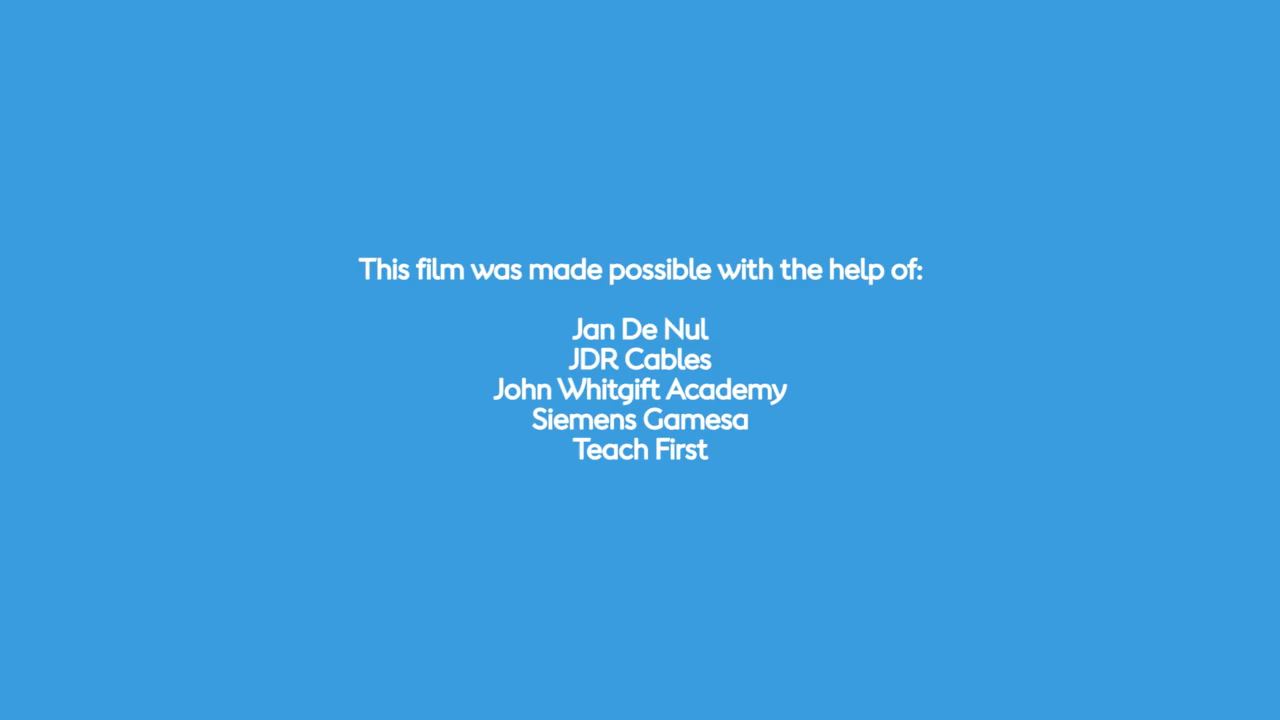 This film was made possible with the help of:
Jan De Nul
JDR Cables
John Whitgift Academy
Siemens Gamesa
Teach First